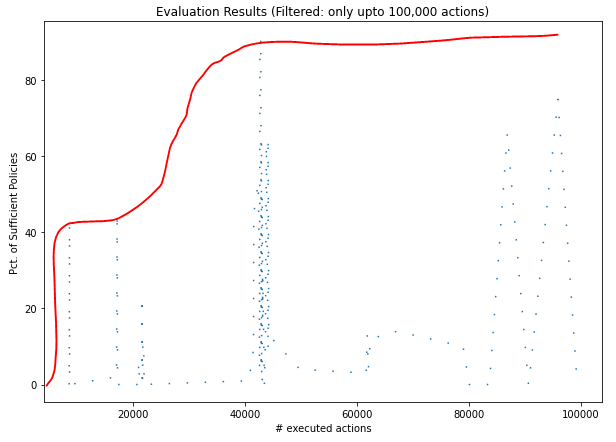 Evaluation Results (Filtered: only upto 100,000 actions)
Pct. of Sufficient Policies
80
60
40
20
0
20000 40000 60000 80000 100000
# executed actions